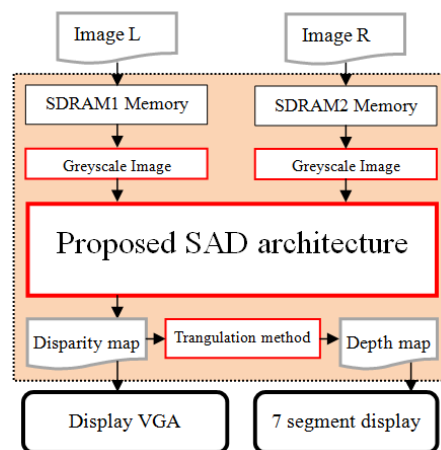 Image L
Image R
SDRAM1 Memory
SDRAM2 Memory
Greyscale Image
Greyscale Image
Proposed SAD architecture
Disparity map
Trangulation method
Depth map
Display VGA
7 segment display